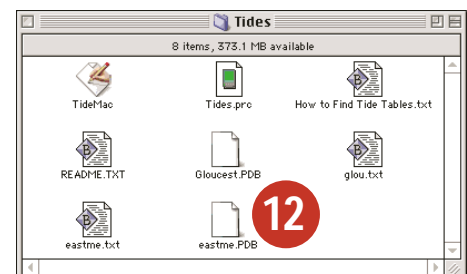 Tides
8 items, 373.1 MB available
TideMac
Tides.prc
How to Find Tide Tables.txt
README.TXT
Gloucest.PDB
glou.txt
eastme.txt
eastme.PDB
12
B
B
B
B